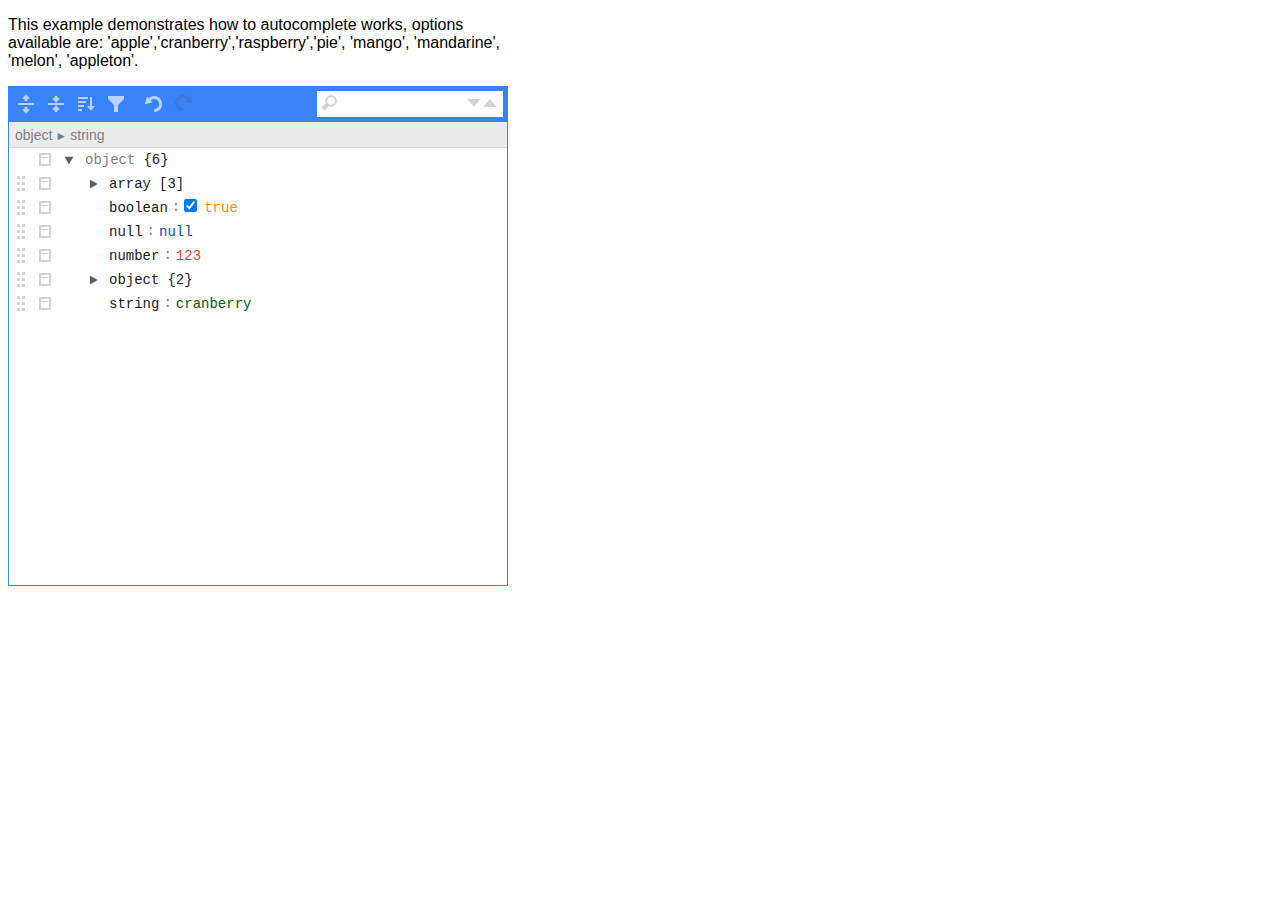 This example demonstrates how to autocomplete works, options
available are: 'apple','cranberry','raspberry','pie', 'mango', 'mandarine',
'melon', 'appleton'.
object ► string
object {6}
array [3]
boolean : true
null : null
number : 123
object {2}
string : cranberry